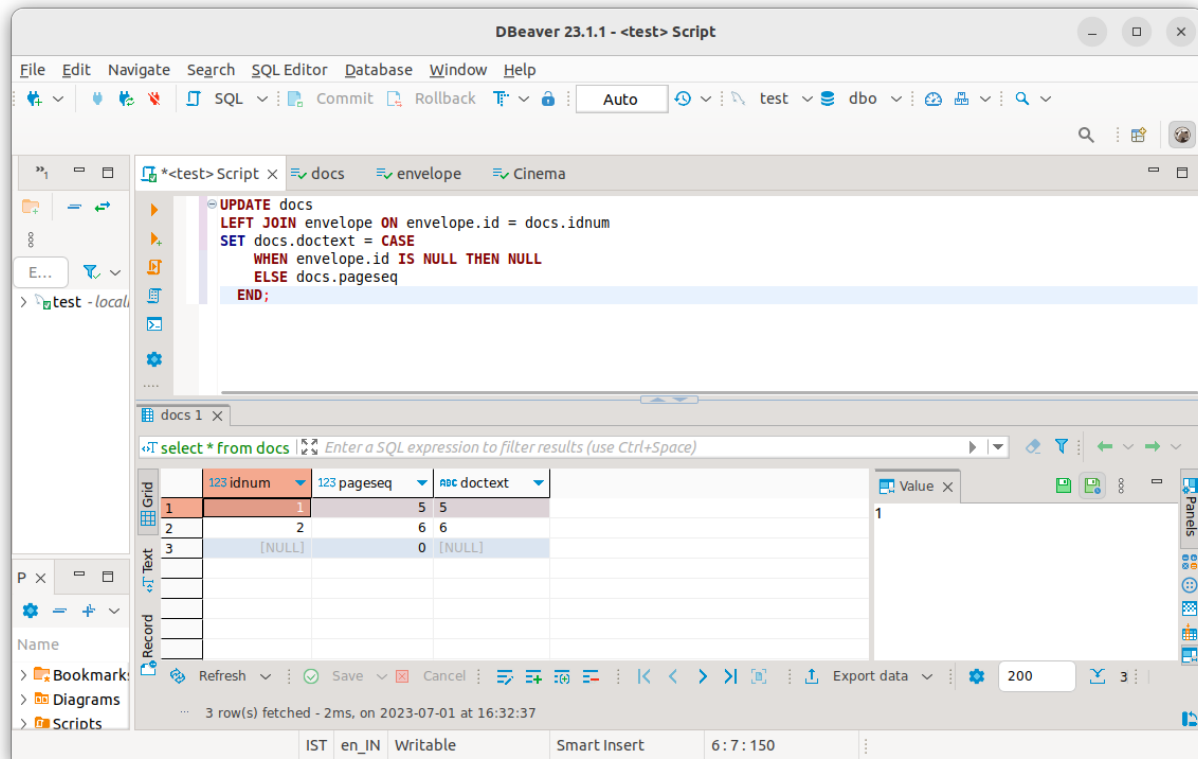 DBeaver 23.1.1 - <test> Script
File Edit Navigate Search SQL Editor Database Window Help
SQL Commit Rollback Auto test dbo
»1 *<test> Script docs envelope Cinema
UPDATE docs
LEFT JOIN envelope ON envelope.id = docs.idnum
SET docs.doctext = CASE
WHEN envelope.id IS NULL THEN NULL
ELSE docs.pageseq
END;
E...
test - locall
docs 1
select * from docs Enter a SQL expression to filter results (use Ctrl+Space)
Grid
Text
Record
123 idnum 123 pageseq ABC doctext
1 1 5 5
2 2 6 6
3 [NULL] 0 [NULL]
Value
1
Panels
P
Name
Bookmarks
Diagrams
Scripts
Refresh Save Cancel Export data 200 3
... 3 row(s) fetched - 2ms, on 2023-07-01 at 16:32:37
IST en_IN Writable Smart Insert 6 : 7 : 150